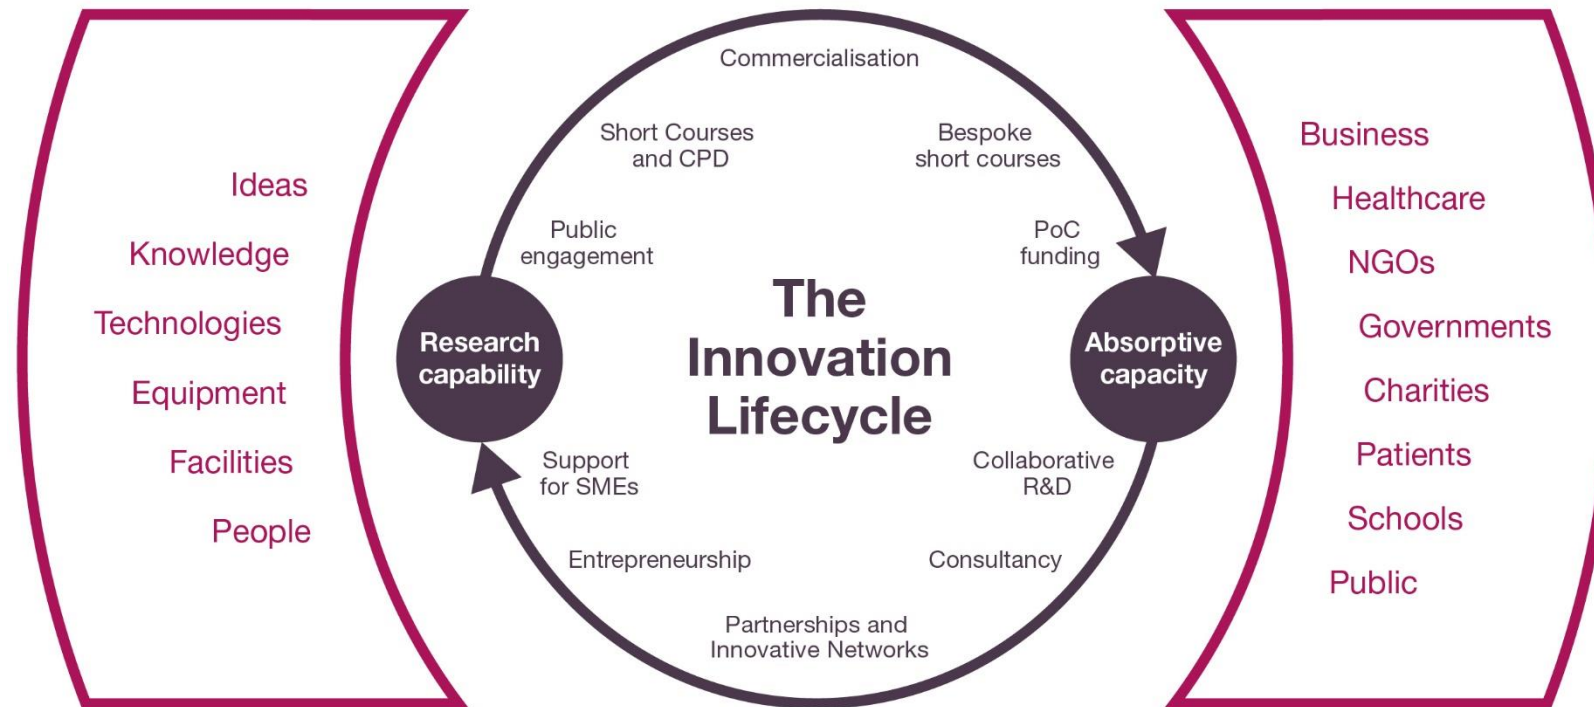 Ideas
Knowledge
Technologies
Equipment
Facilities
People
Commercialisation
Short Courses
and CPD
Bespoke
short courses
Public
engagement
PoC
funding
The
Innovation
Lifecycle
Research
capability
Absorptive
capacity
Support
for SMEs
Collaborative
R&D
Entrepreneurship
Consultancy
Partnerships and
Innovative Networks
Business
Healthcare
NGOs
Governments
Charities
Patients
Schools
Public